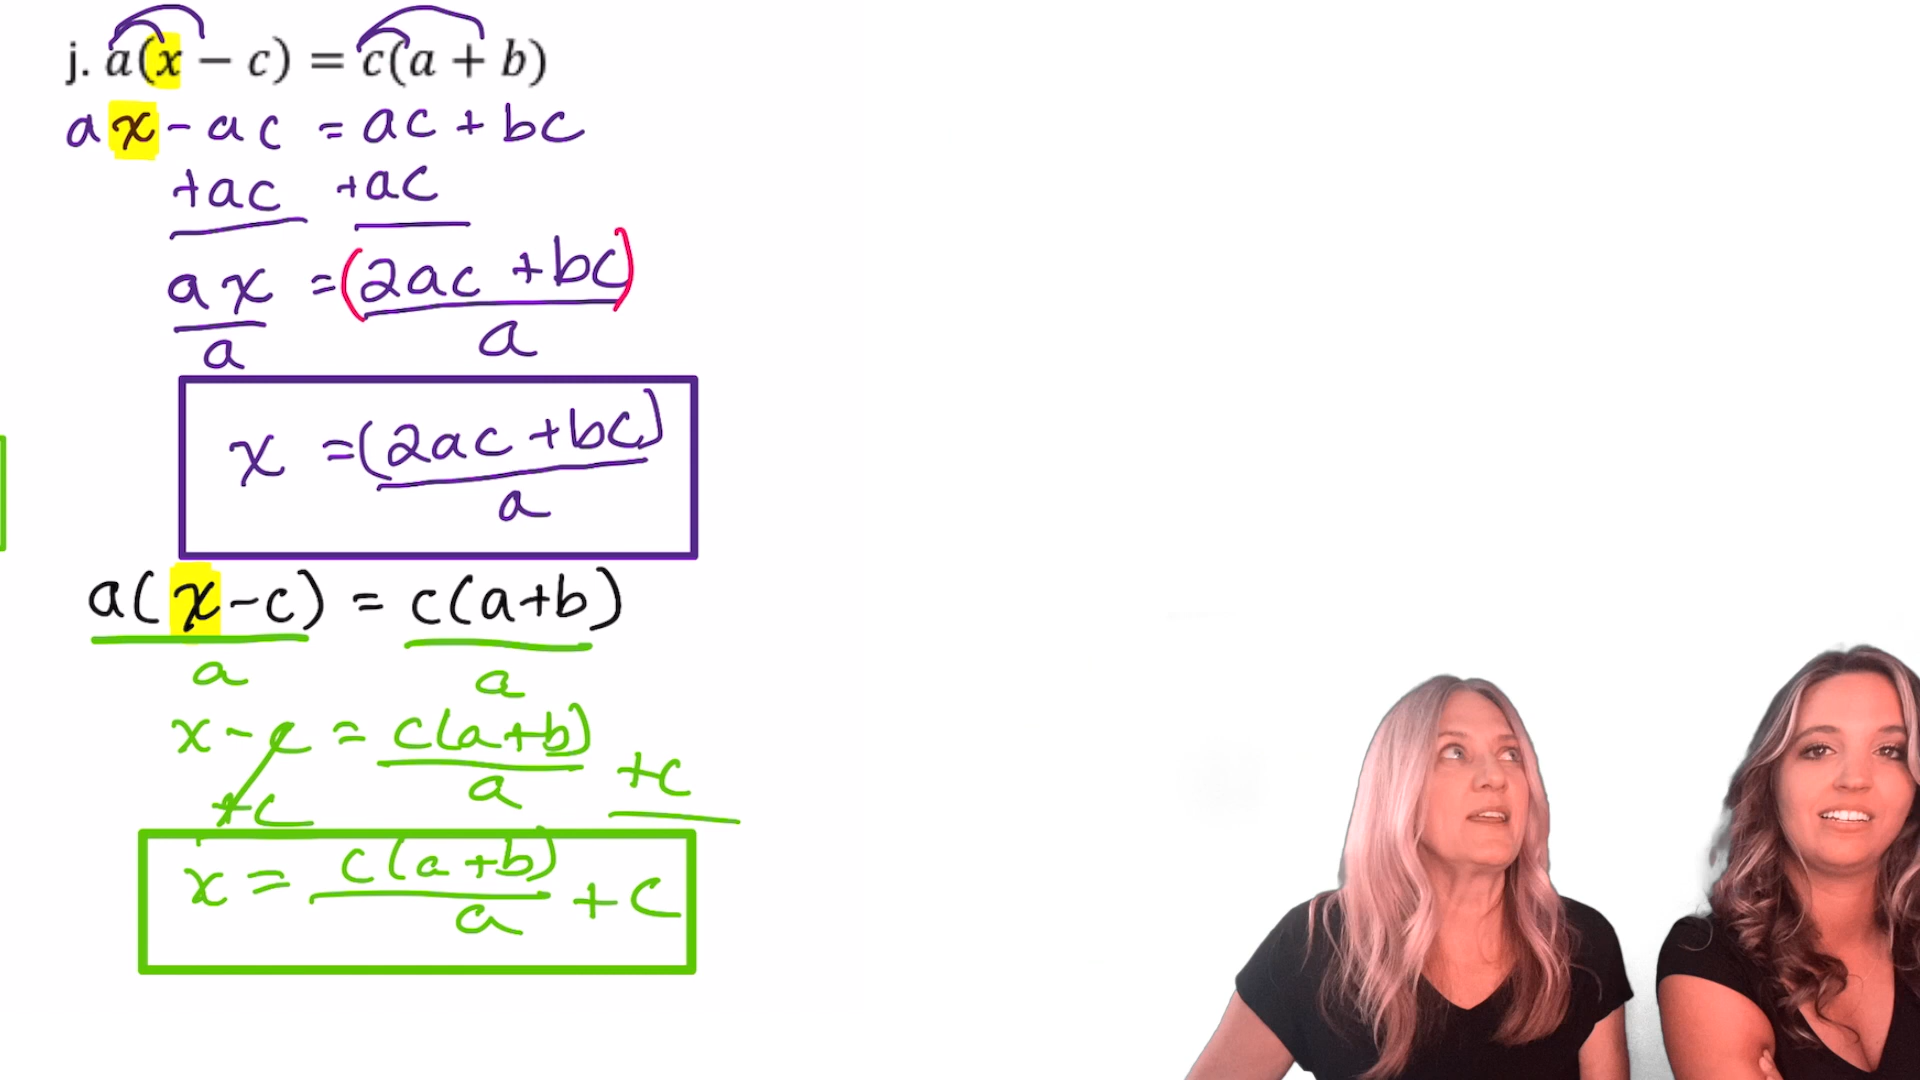 j. a(x − c) = c(a + b)
ax - ac = ac + bc
+ac +ac
ax = (2ac + bc)
a a
x = (2ac + bc)
a
a(x - c) = c(a + b)
a a
x - c = c(a + b) +c
+c a
x = c(a + b) + c
a